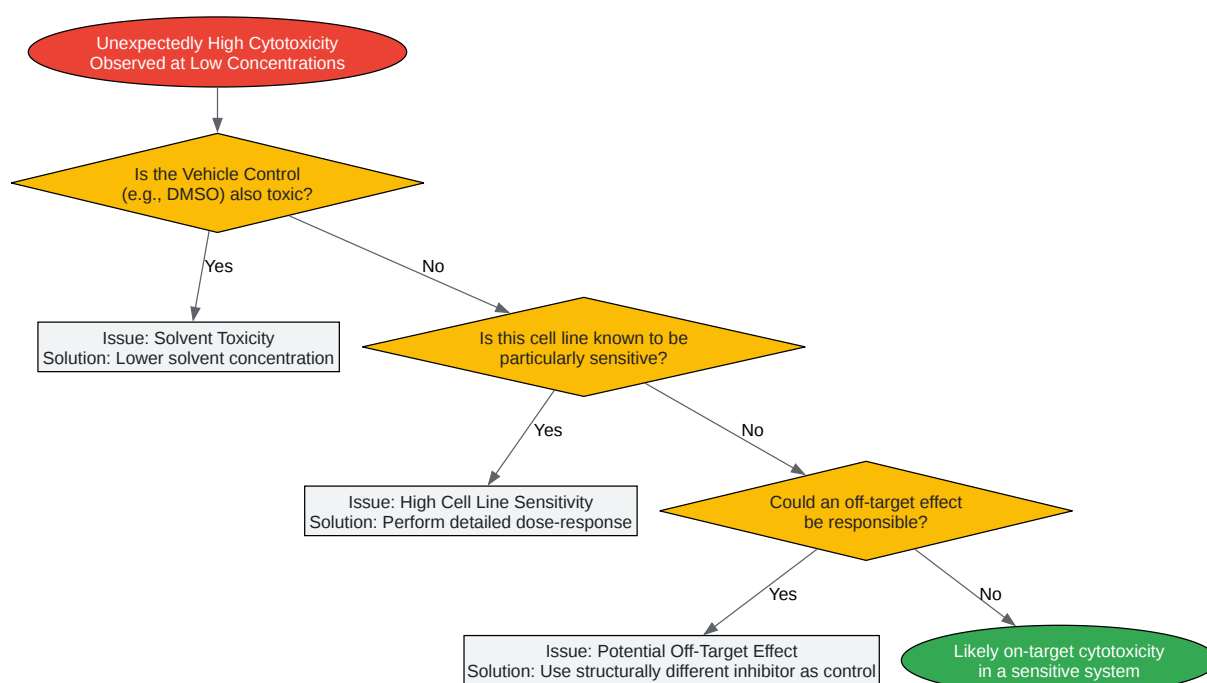 Unexpectedly High Cytotoxicity
Observed at Low Concentrations
Is the Vehicle Control
(e.g., DMSO) also toxic?
Yes
No
Issue: Solvent Toxicity
Solution: Lower solvent concentration
Is this cell line known to be
particularly sensitive?
Yes
No
Issue: High Cell Line Sensitivity
Solution: Perform detailed dose-response
Could an off-target effect
be responsible?
Yes
No
Issue: Potential Off-Target Effect
Solution: Use structurally different inhibitor as control
Likely on-target cytotoxicity
in a sensitive system